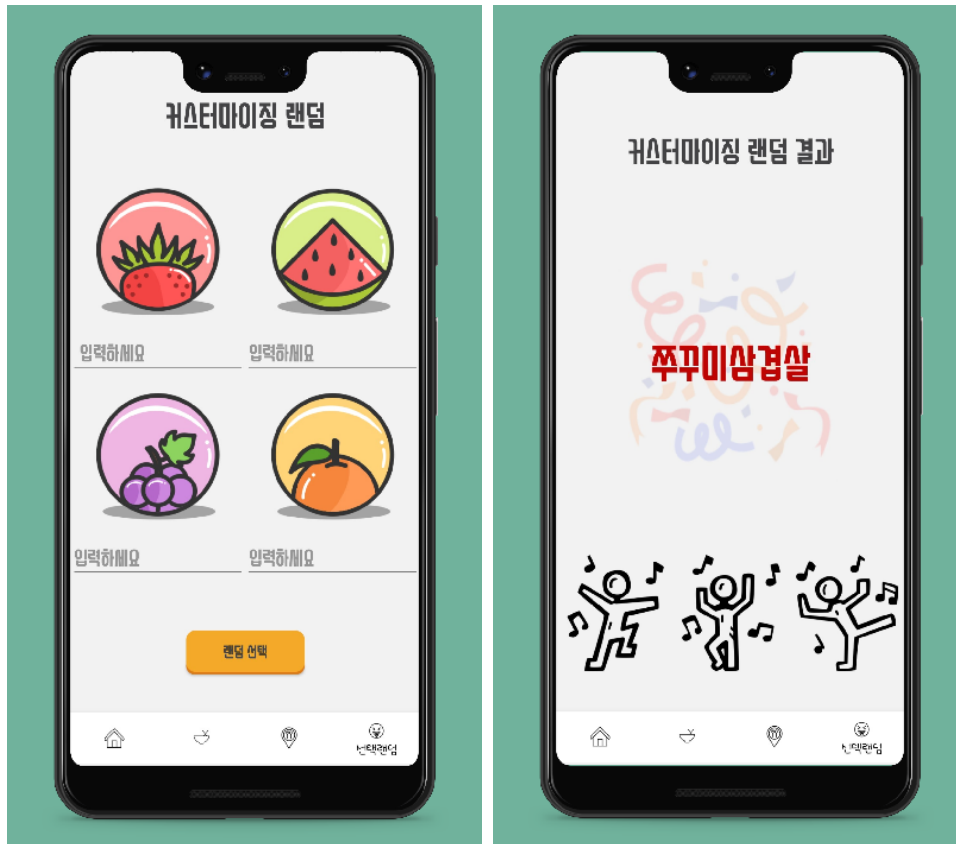 커스터마이징 랜덤
입력하세요
입력하세요
입력하세요
입력하세요
랜덤 선택
선택랜덤
커스터마이징 랜덤 결과
쭈꾸미삼겹살
선택랜덤